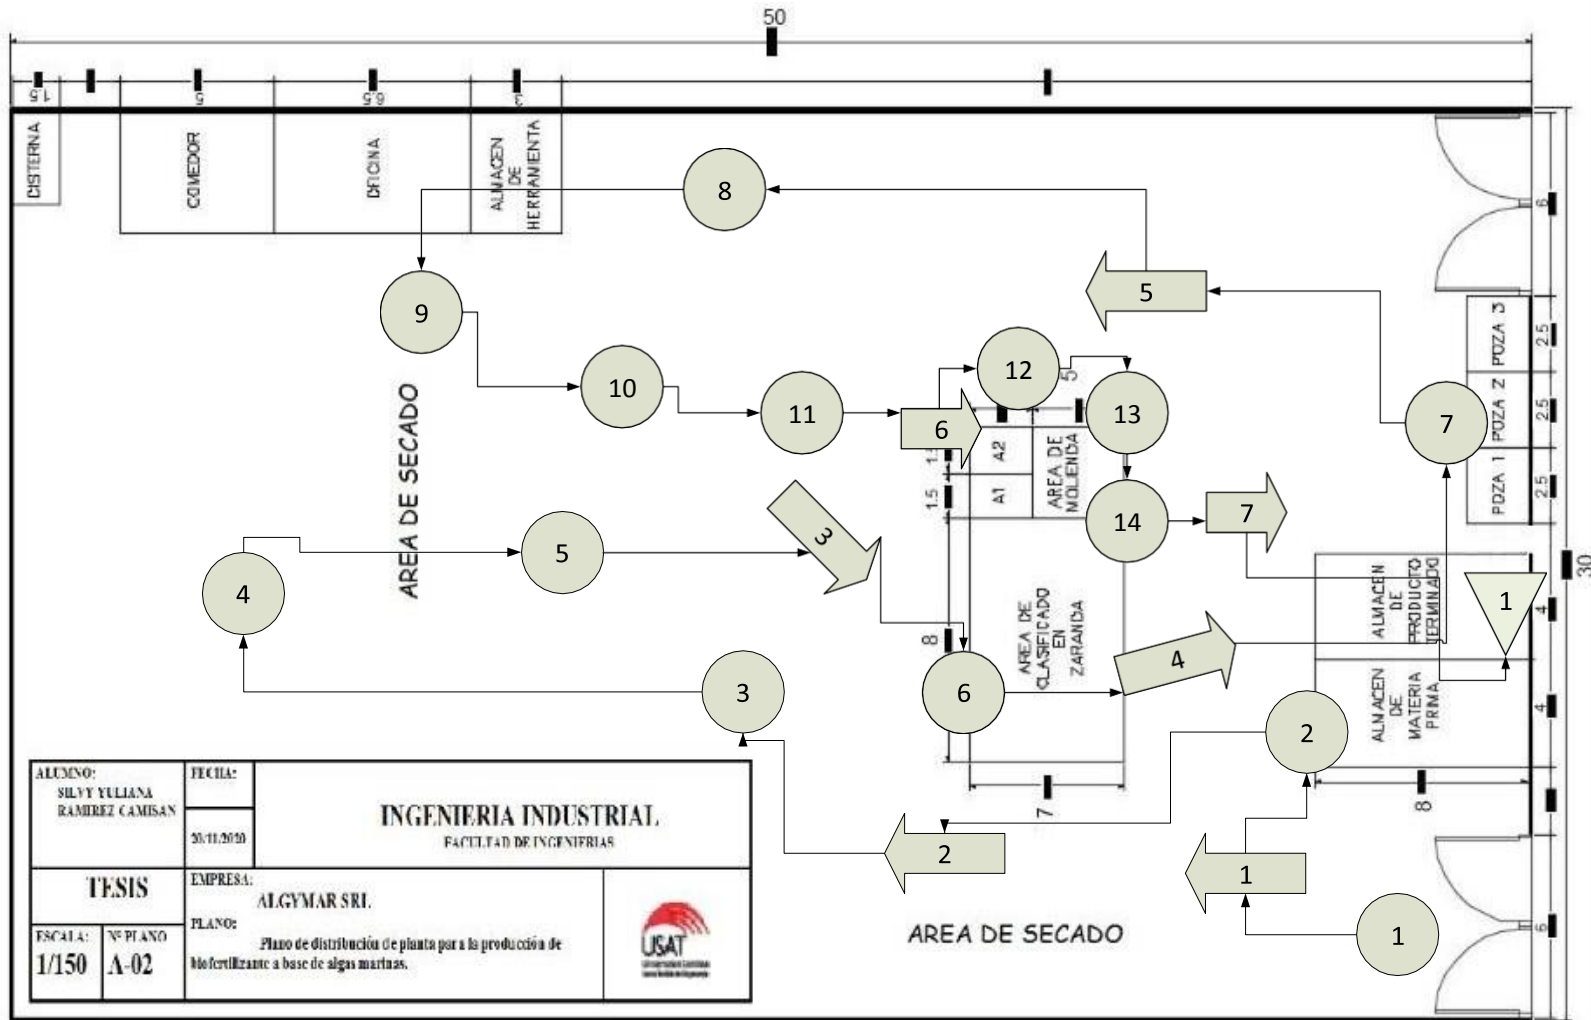 50
1.5
5
6.5
3
CISTERNA
COMEDOR
OFICINA
ALMACEN
DE
HERRAMIENTA
8
6
5
9
POZA 3
2.5
12
5
10
11
13
7
POZA 2
2.5
6
A2
AREA DE
MOLIENDA
AREA DE SECADO
1.5
A1
POZA 1
2.5
14
7
3
5
4
30
ALMACEN
DE
PRODUCTO
TERMINADO
1
4
AREA DE
CLASIFICADO
EN
ZARANDA
8
4
3
6
2
ALMACEN
DE
MATERIA
PRIMA
4
7
8
2
1
1
6
AREA DE SECADO
ALUMNO:
SILVY YULIANA
RAMIREZ CAMISAN
FECHA:
20/11/2020
INGENIERIA INDUSTRIAL
FACULTAD DE INGENIERIAS
TESIS
EMPRESA:
ALGYMAR SRL
PLANO:
Plano de distribución de planta para la producción de
biofertilizante a base de algas marinas.
ESCALA:
1/150
Nº PLANO
A-02
USAT